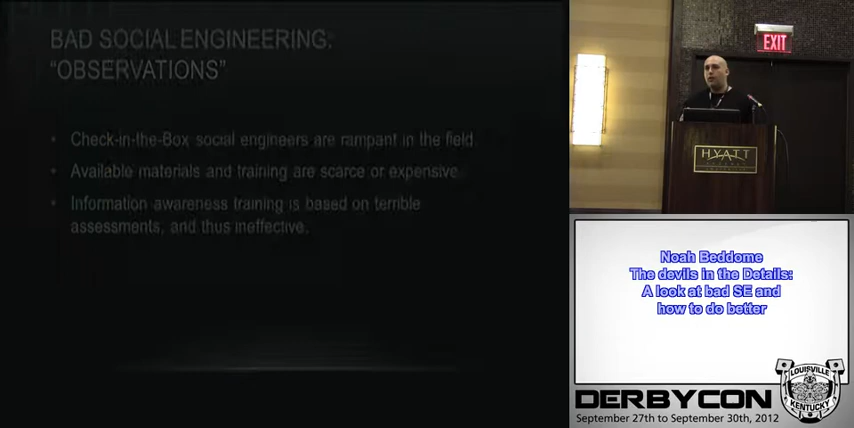 BAD SOCIAL ENGINEERING:
“OBSERVATIONS”
• Check-in-the-Box social engineers are rampant in the field.
• Available materials and training are scarce or expensive.
• Information awareness training is based on terrible
assessments, and thus ineffective.
EXIT
HYATT
Noah Beddome
The devils in the Details:
A look at bad SE and
how to do better
LOUISVILLE
KENTUCKY
DERBYCON
September 27th to September 30th, 2012